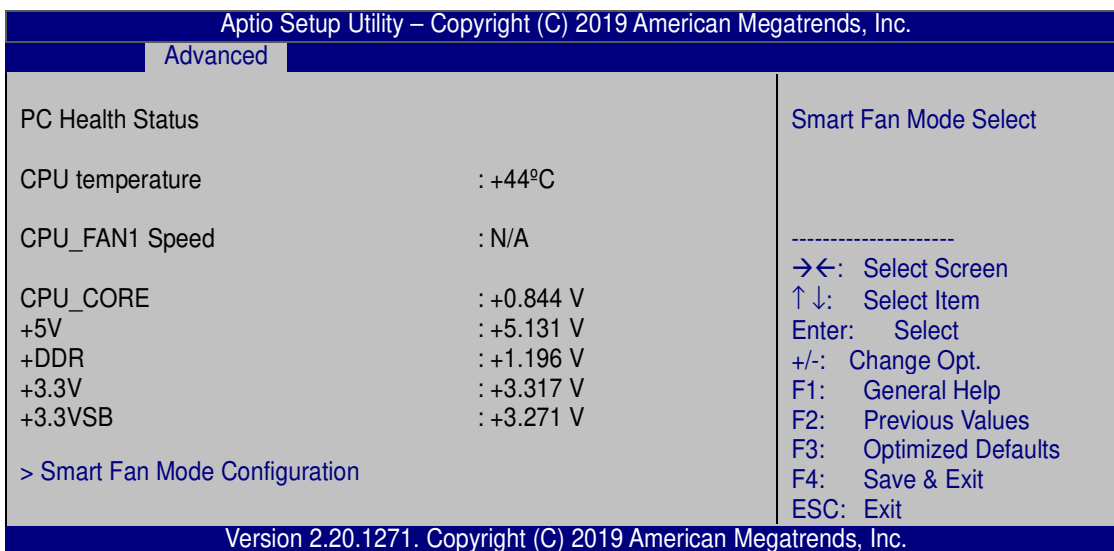 Aptio Setup Utility – Copyright (C) 2019 American Megatrends, Inc.
Advanced
PC Health Status
CPU temperature : +44ºC
CPU_FAN1 Speed : N/A
CPU_CORE : +0.844 V
+5V : +5.131 V
+DDR : +1.196 V
+3.3V : +3.317 V
+3.3VSB : +3.271 V
> Smart Fan Mode Configuration
Smart Fan Mode Select
---------------------
→←: Select Screen
↑↓: Select Item
Enter: Select
+/-: Change Opt.
F1: General Help
F2: Previous Values
F3: Optimized Defaults
F4: Save & Exit
ESC: Exit
Version 2.20.1271. Copyright (C) 2019 American Megatrends, Inc.